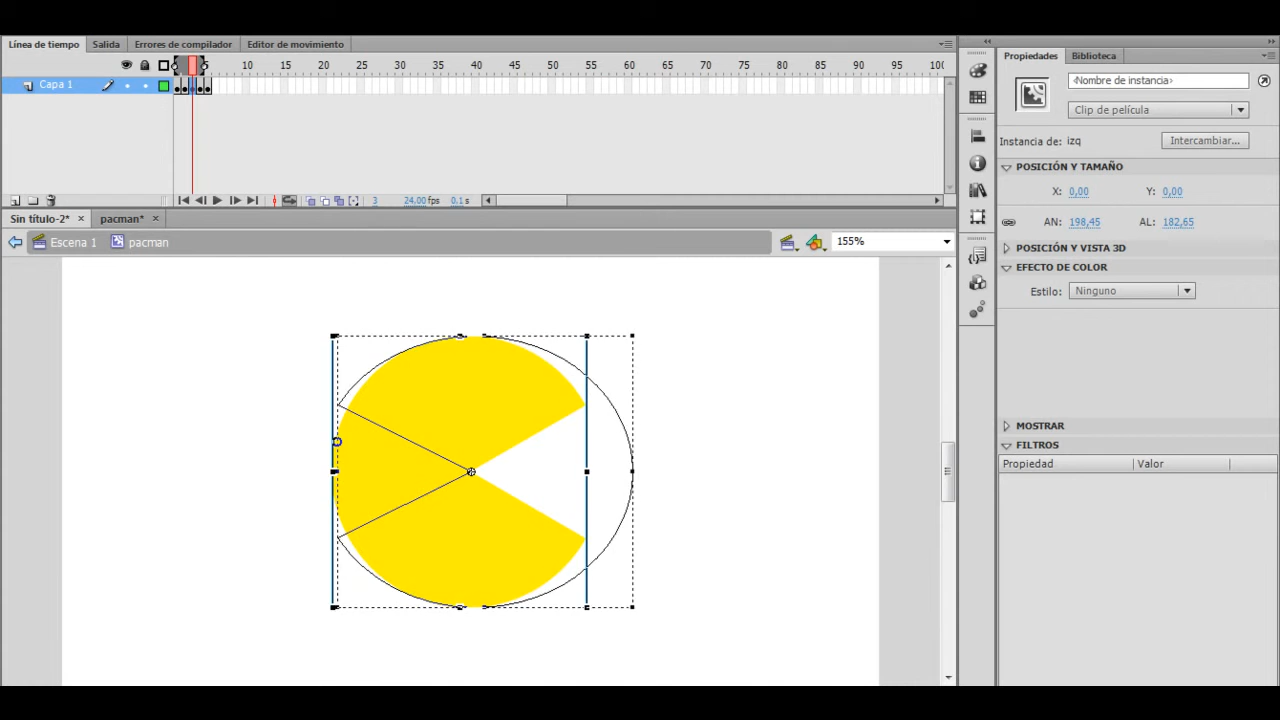 Línea de tiempo Salida Errores de compilador Editor de movimiento
5 10 15 20 25 30 35 40 45 50 55 60 65 70 75 80 85 90 95 100
Capa 1
3 24.00 fps 0.1 s
Sin título-2* pacman*
Escena 1 pacman 155%
Propiedades Biblioteca
‹Nombre de instancia›
Clip de película
Instancia de: izq Intercambiar...
POSICIÓN Y TAMAÑO
X: 0,00 Y: 0,00
AN: 198,45 AL: 182,65
POSICIÓN Y VISTA 3D
EFECTO DE COLOR
Estilo: Ninguno
MOSTRAR
FILTROS
Propiedad Valor